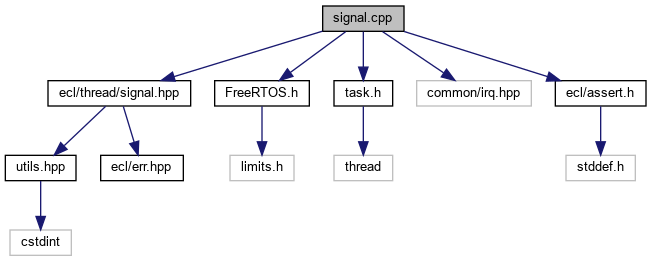 signal.cpp
ecl/thread/signal.hpp
FreeRTOS.h
task.h
common/irq.hpp
ecl/assert.h
utils.hpp
ecl/err.hpp
limits.h
thread
stddef.h
cstdint